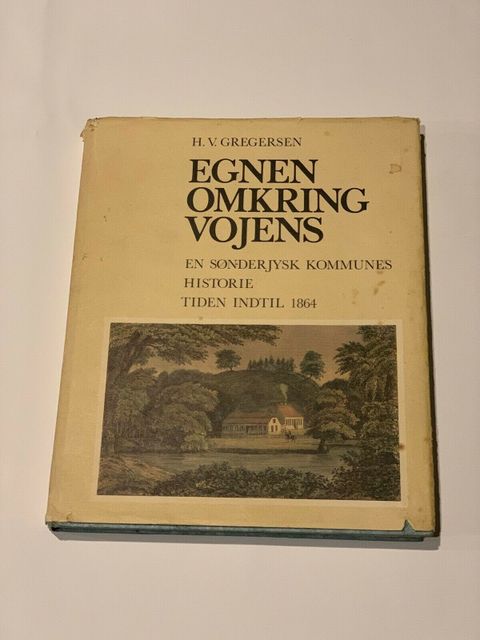 H. V. GREGERSEN
EGNEN
OMKRING
VOJENS
EN SØNDERJYSK KOMMUNES
HISTORIE
TIDEN INDTIL 1864